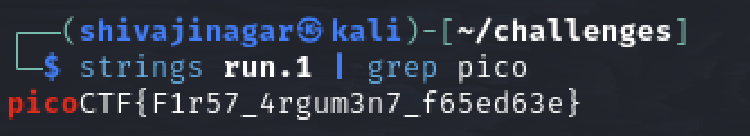 ┌──(shivajinagar㉿kali)-[~/challenges]
└─$ strings run.1 | grep pico
picoCTF{F1r57_4rgum3n7_f65ed63e}